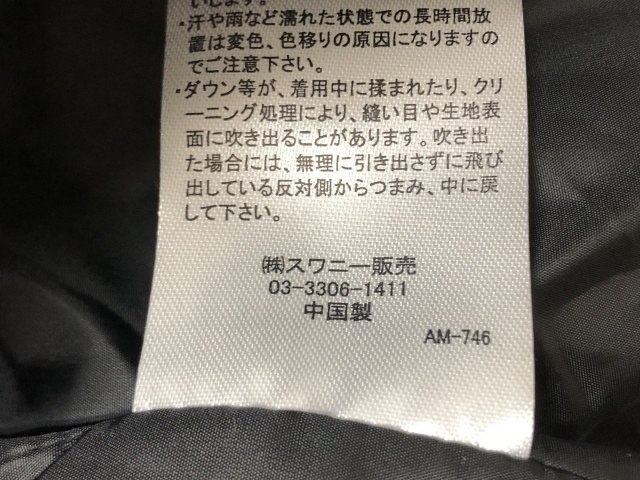 いします。
・汗や雨など濡れた状態での長時間放
置は変色、色移りの原因になりますの
でご注意下さい。
・ダウン等が、着用中に揉まれたり、クリ
ーニング処理により、縫い目や生地表
面に吹き出ることがあります。吹き出
た場合には、無理に引き出さずに飛び
出している反対側からつまみ、中に戻
して下さい。
㈱スワニー販売
03-3306-1411
中国製
AM-746